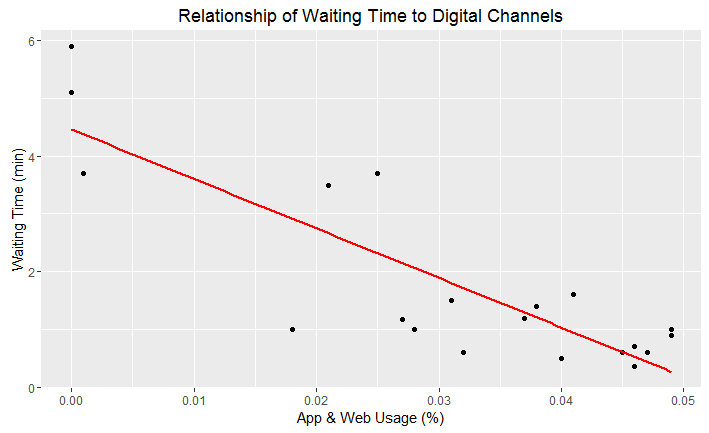 Relationship of Waiting Time to Digital Channels
Waiting Time (min)
6
4
2
0
0.00 0.01 0.02 0.03 0.04 0.05
App & Web Usage (%)